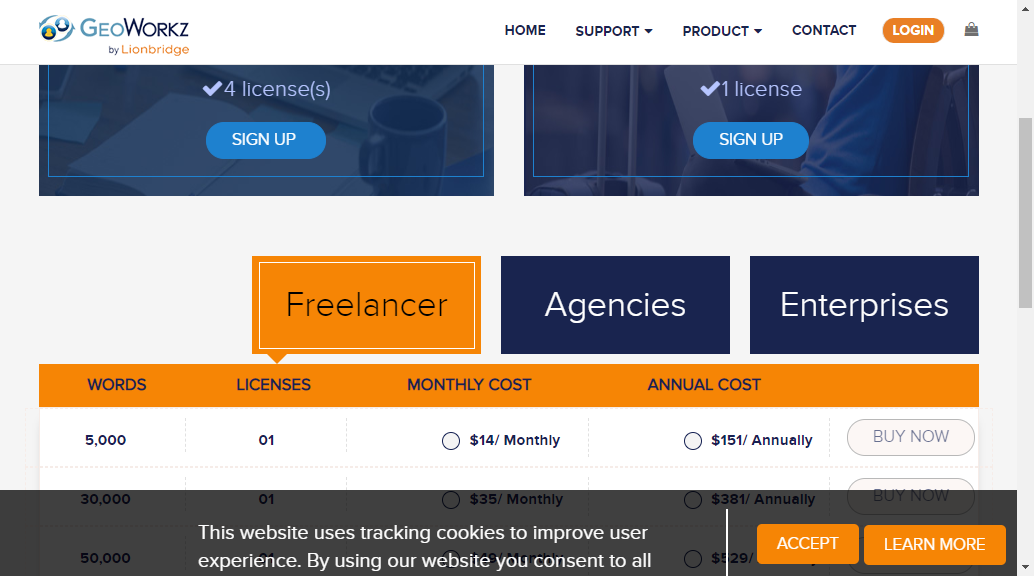 GEOWORKZ
by Lionbridge
HOME SUPPORT PRODUCT CONTACT LOGIN
4 license(s) 1 license
SIGN UP SIGN UP
Freelancer Agencies Enterprises
WORDS LICENSES MONTHLY COST ANNUAL COST
5,000 01 $14/ Monthly $151/ Annually BUY NOW
30,000 01 $35/ Monthly $381/ Annually BUY NOW
50,000 01 $49/ Monthly $529/
This website uses tracking cookies to improve user
experience. By using our website you consent to all
ACCEPT LEARN MORE